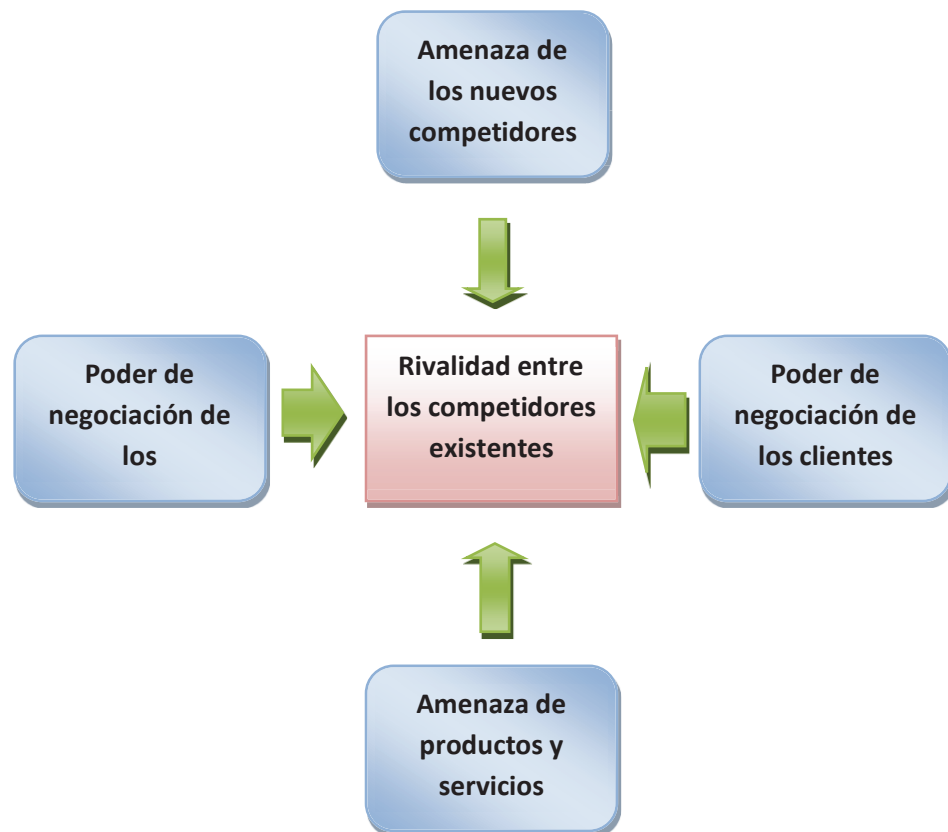 Amenaza de
los nuevos
competidores
Poder de
negociación de
los
Rivalidad entre
los competidores
existentes
Poder de
negociación de
los clientes
Amenaza de
productos y
servicios